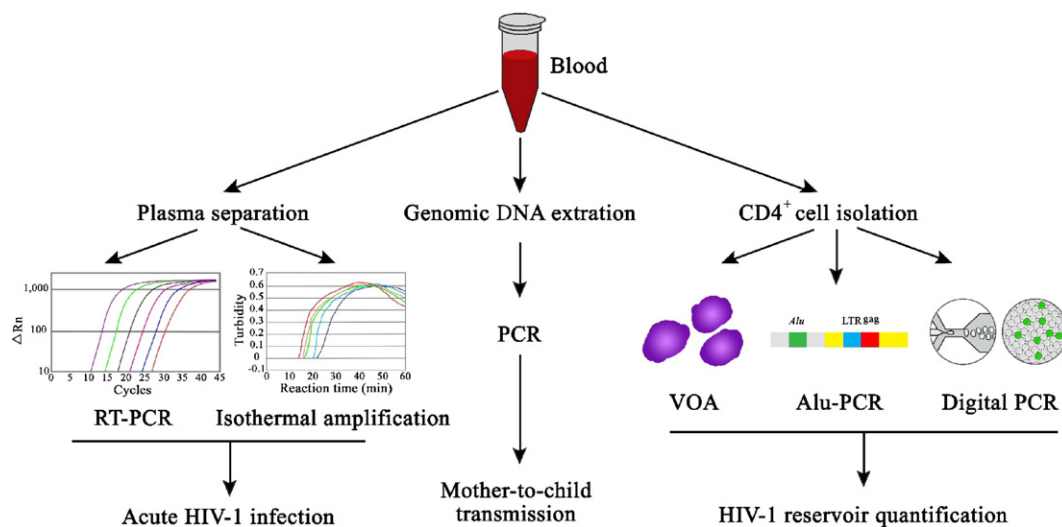 Blood
Plasma separation
Genomic DNA extration
CD4+ cell isolation
ΔRn
1,000
100
10
0 5 10 15 20 25 30 35 40 45
Cycles
Turbidity
0.7
0.6
0.5
0.4
0.3
0.2
0.1
0
0 10 20 30 40 50 60
Reaction time (min)
PCR
Alu
LTR gag
RT-PCR
Isothermal amplification
VOA
Alu-PCR
Digital PCR
Acute HIV-1 infection
Mother-to-child
transmission
HIV-1 reservoir quantification